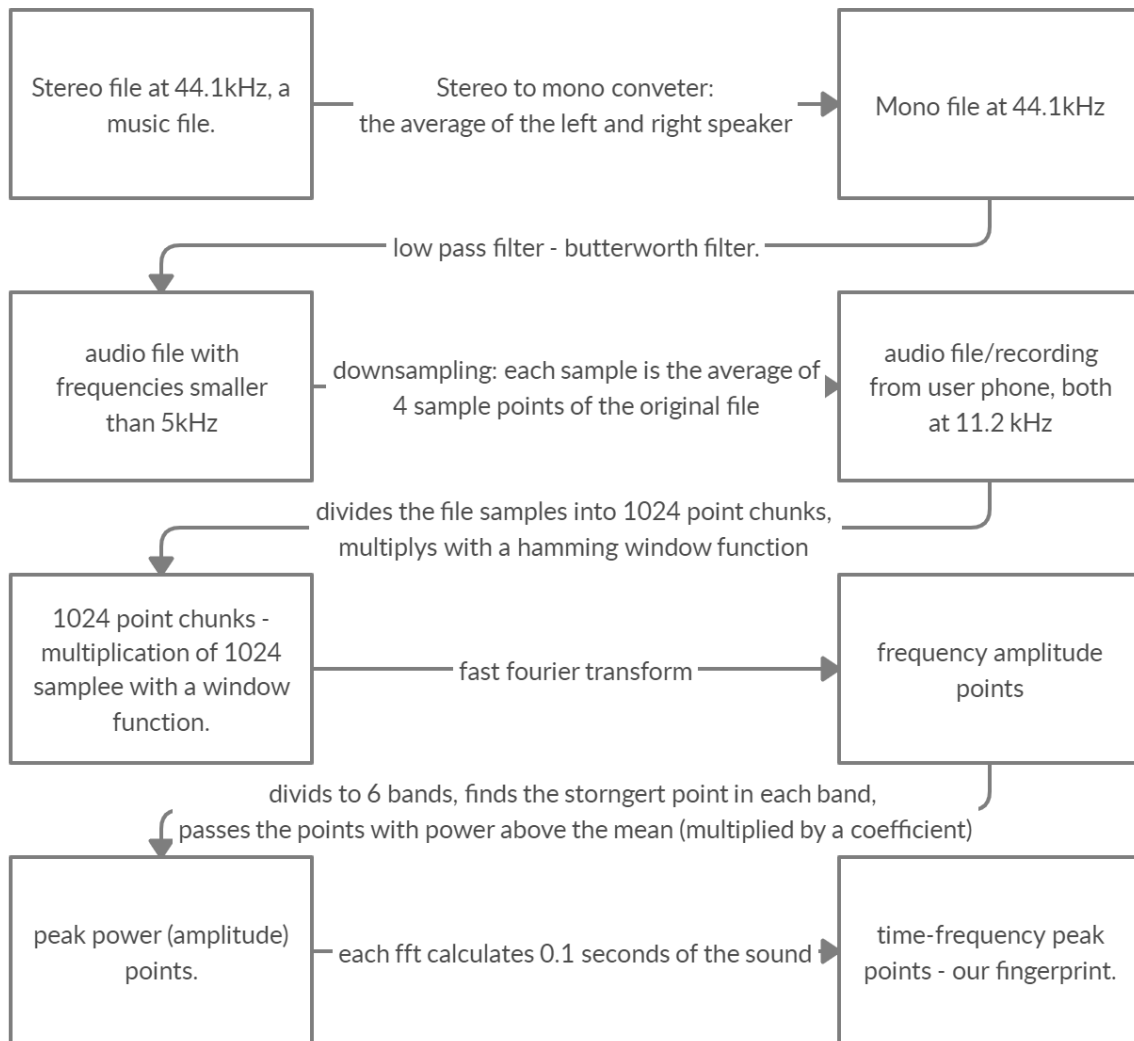 Stereo file at 44.1kHz, a
music file.
Stereo to mono conveter:
the average of the left and right speaker
Mono file at 44.1kHz
low pass filter - butterworth filter.
audio file with
frequencies smaller
than 5kHz
downsampling: each sample is the average of
4 sample points of the original file
audio file/recording
from user phone, both
at 11.2 kHz
divides the file samples into 1024 point chunks,
multiplys with a hamming window function
1024 point chunks -
multiplication of 1024
samplee with a window
function.
fast fourier transform
frequency amplitude
points
divids to 6 bands, finds the storngert point in each band,
passes the points with power above the mean (multiplied by a coefficient)
peak power (amplitude)
points.
each fft calculates 0.1 seconds of the sound
time-frequency peak
points - our fingerprint.